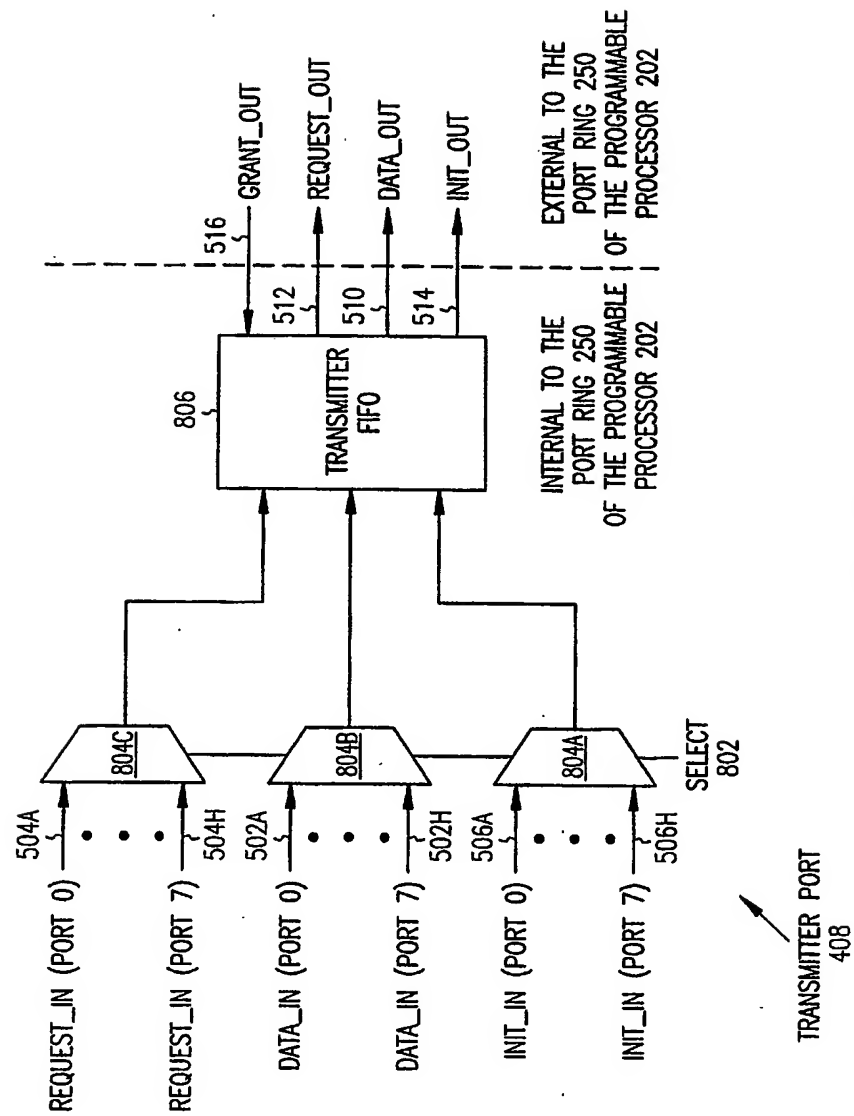 REQUEST_IN (PORT 0)
504A
REQUEST_IN (PORT 7)
504H
804C
DATA_IN (PORT 0)
502A
DATA_IN (PORT 7)
502H
804B
INIT_IN (PORT 0)
506A
INIT_IN (PORT 7)
506H
804A
SELECT
802
806
TRANSMITTER
FIFO
516
GRANT_OUT
512
REQUEST_OUT
510
DATA_OUT
514
INIT_OUT
INTERNAL TO THE
PORT RING 250
OF THE PROGRAMMABLE
PROCESSOR 202
EXTERNAL TO THE
PORT RING 250
OF THE PROGRAMMABLE
PROCESSOR 202
TRANSMITTER PORT
408